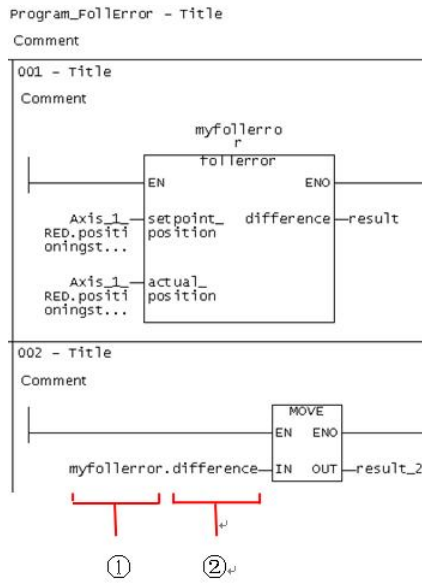 Program_FollError - Title
Comment
001 - Title
Comment
myfollerro
r
follerror
EN ENO
Axis_1_
RED.positi
oningst...
setpoint_
position
difference
result
Axis_1_
RED.positi
oningst...
actual_
position
002 - Title
Comment
MOVE
EN ENO
myfollerror.difference IN OUT result_2
① ②